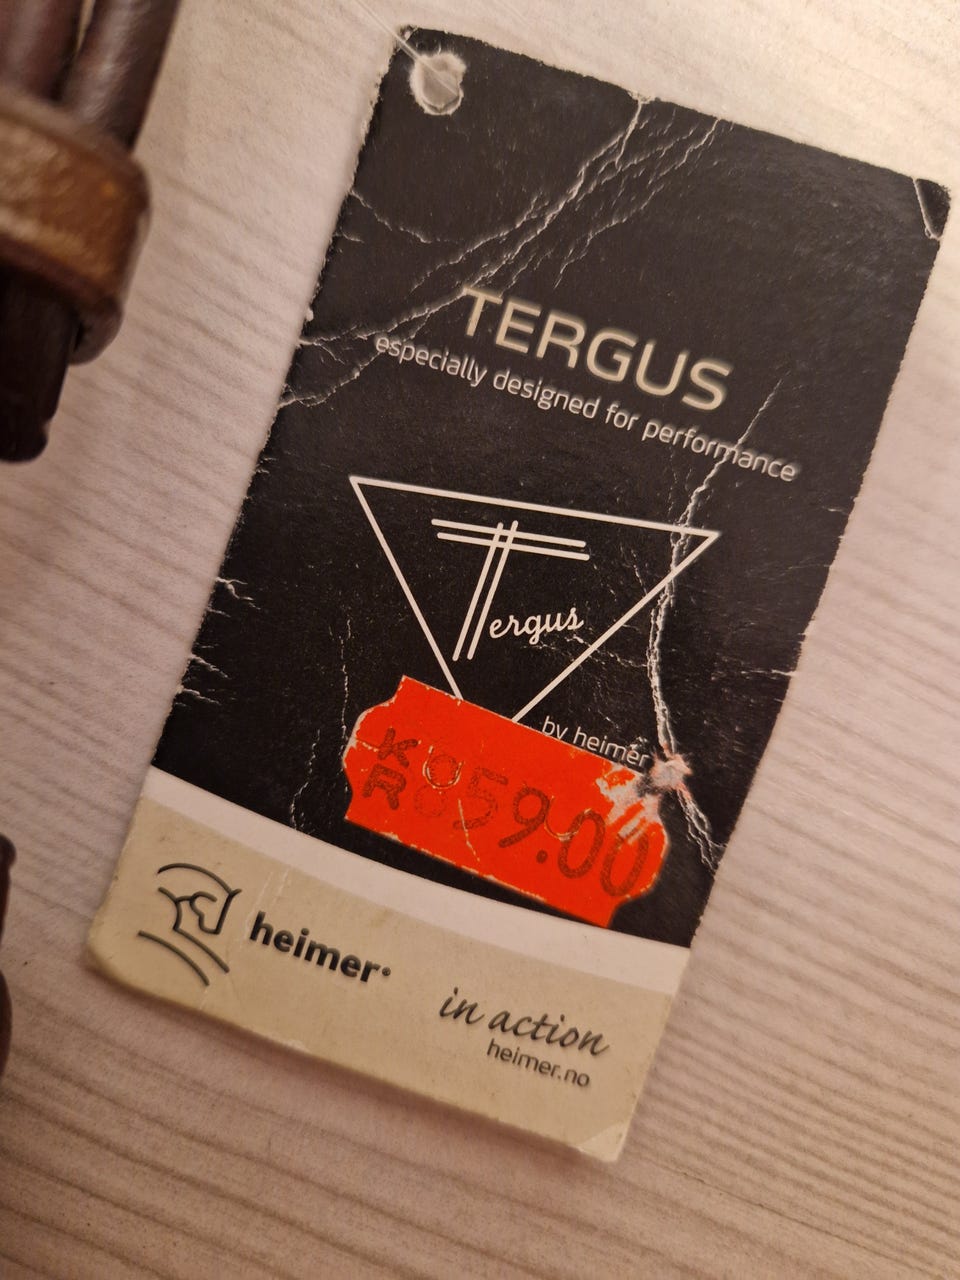 TERGUS
especially designed for performance
Tergus
by heimer
KR 859.00
heimer
in action
heimer.no